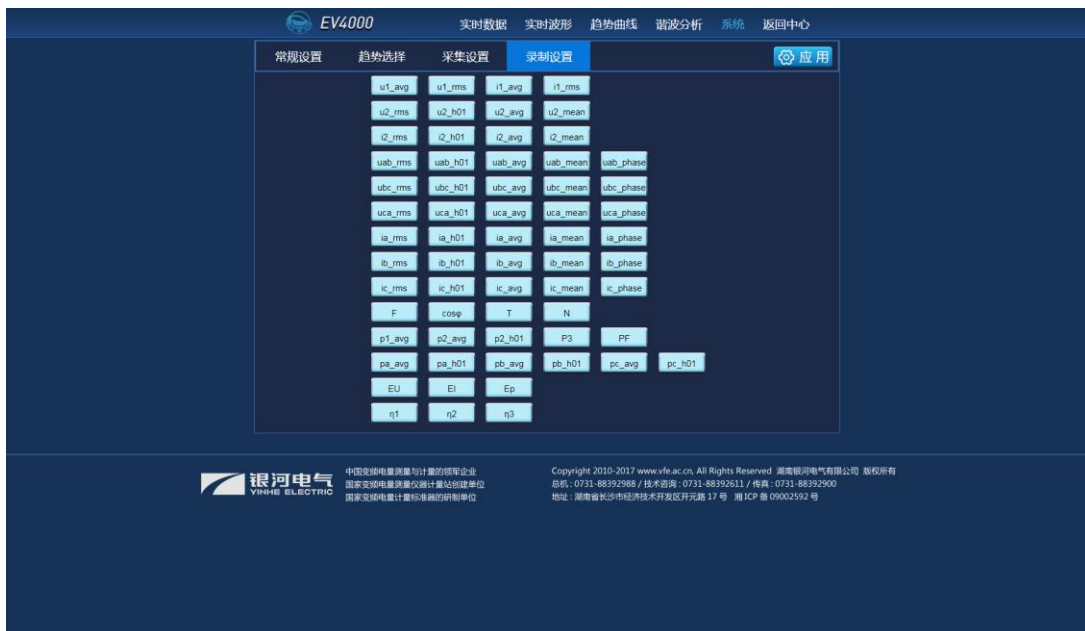 EV4000 实时数据 实时波形 趋势曲线 谐波分析 系统 返回中心
常规设置 趋势选择 采集设置 录制设置 应用
u1_avg u1_rms i1_avg i1_rms
u2_rms u2_h01 u2_avg u2_mean
i2_rms i2_h01 i2_avg i2_mean
uab_rms uab_h01 uab_avg uab_mean uab_phase
ubc_rms ubc_h01 ubc_avg ubc_mean ubc_phase
uca_rms uca_h01 uca_avg uca_mean uca_phase
ia_rms ia_h01 ia_avg ia_mean ia_phase
ib_rms ib_h01 ib_avg ib_mean ib_phase
ic_rms ic_h01 ic_avg ic_mean ic_phase
F cosφ T N
p1_avg p2_avg p2_h01 P3 PF
pa_avg pa_h01 pb_avg pb_h01 pc_avg pc_h01
EU EI Ep
η1 η2 η3
银河电气
YINHE ELECTRIC
中国变频电量测量与计量的领军企业
国家变频电量测量仪器计量站创建单位
国家变频电量计量标准器的研制单位
Copyright 2010-2017 www.vfe.ac.cn, All Rights Reserved 湖南银河电气有限公司 版权所有
总机 : 0731-88392988 / 技术咨询 : 0731-88392611 / 传真 : 0731-88392900
地址 : 湖南省长沙市经济技术开发区开元路 17 号 湘 ICP 备 09002592 号